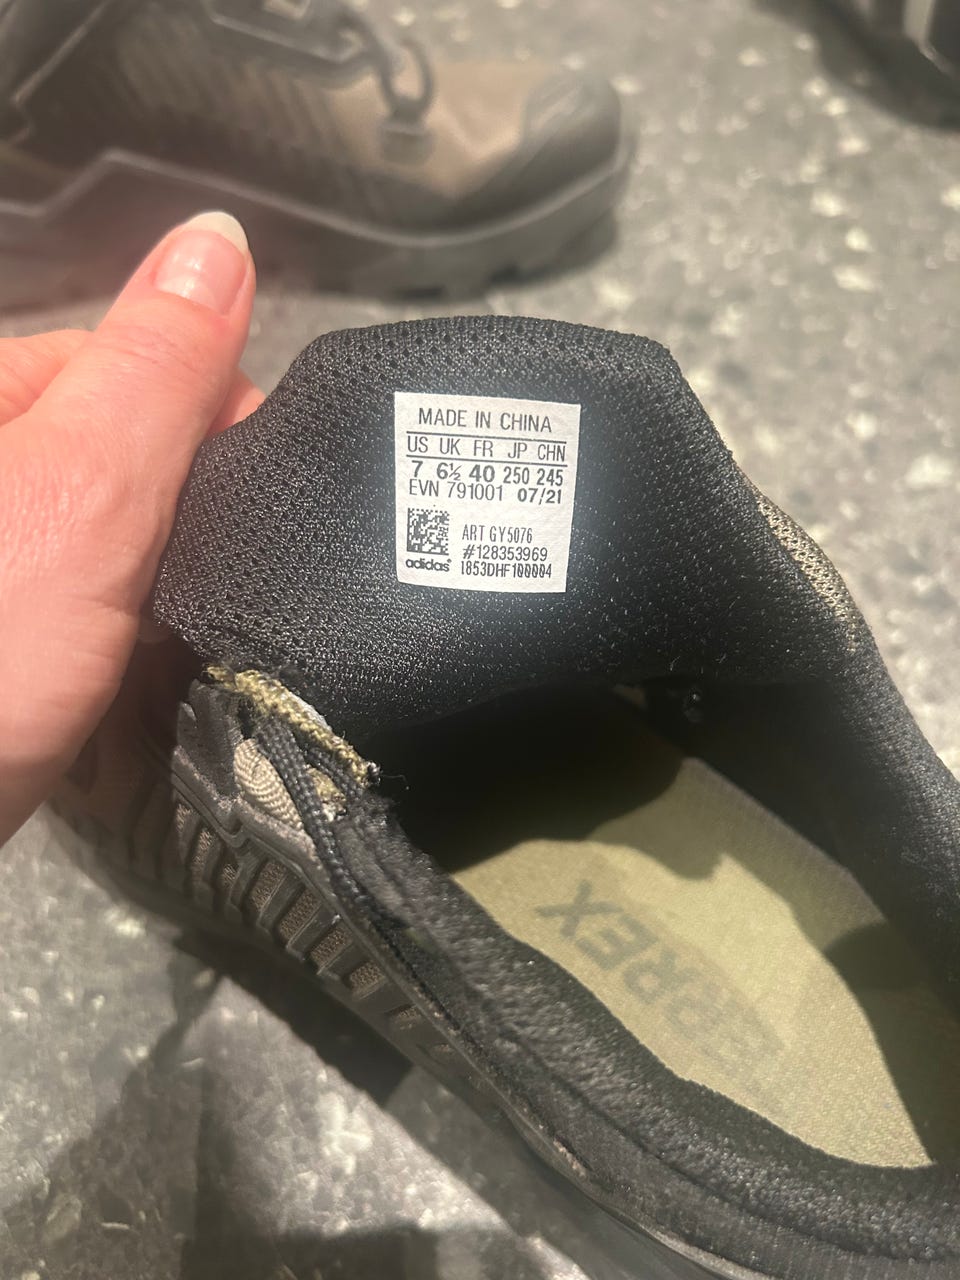 MADE IN CHINA
US UK FR JP CHN
7 6½ 40 250 245
EVN 791001 07/21
ART GY5076
#128353969
adidas® 1853DHF100004